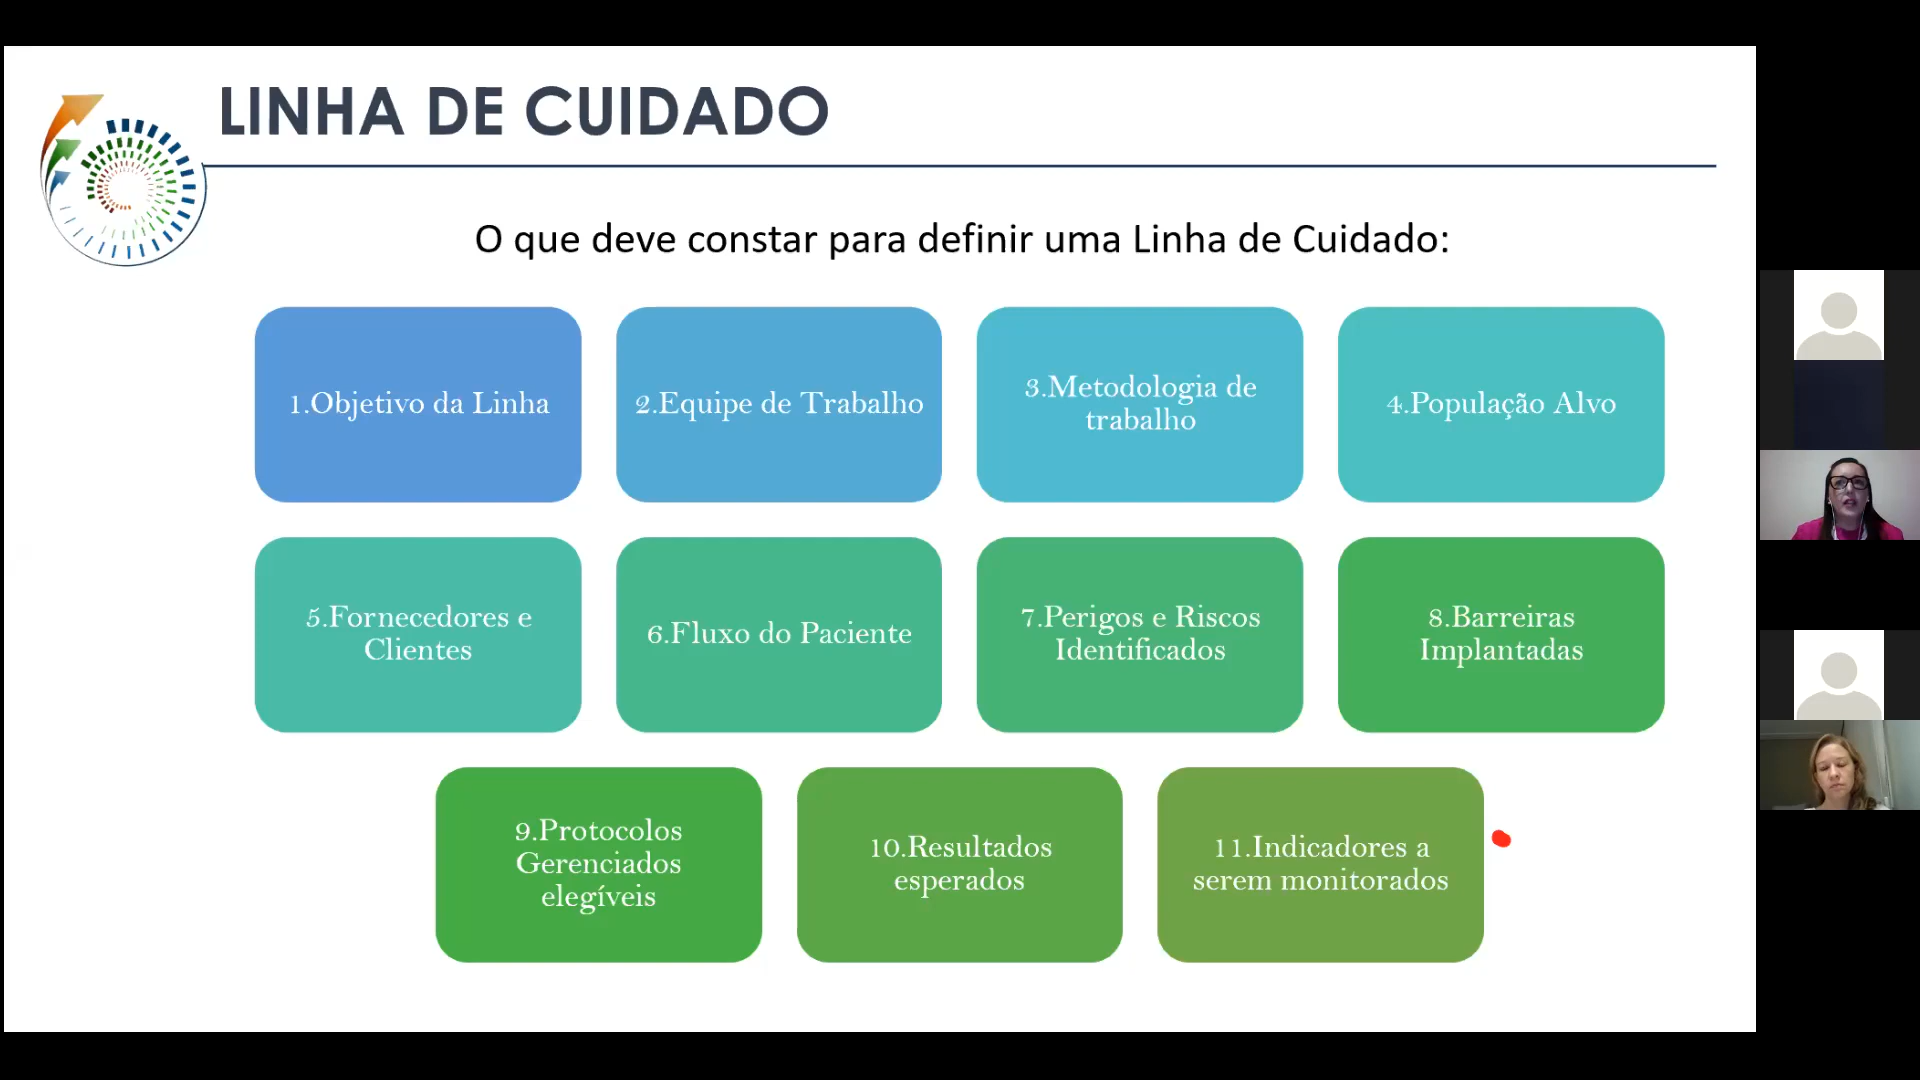 LINHA DE CUIDADO
O que deve constar para definir uma Linha de Cuidado:
1.Objetivo da Linha
2.Equipe de Trabalho
3.Metodologia de
trabalho
4.População Alvo
5.Fornecedores e
Clientes
6.Fluxo do Paciente
7.Perigos e Riscos
Identificados
8.Barreiras
Implantadas
9.Protocolos
Gerenciados
elegíveis
10.Resultados
esperados
11.Indicadores a
serem monitorados